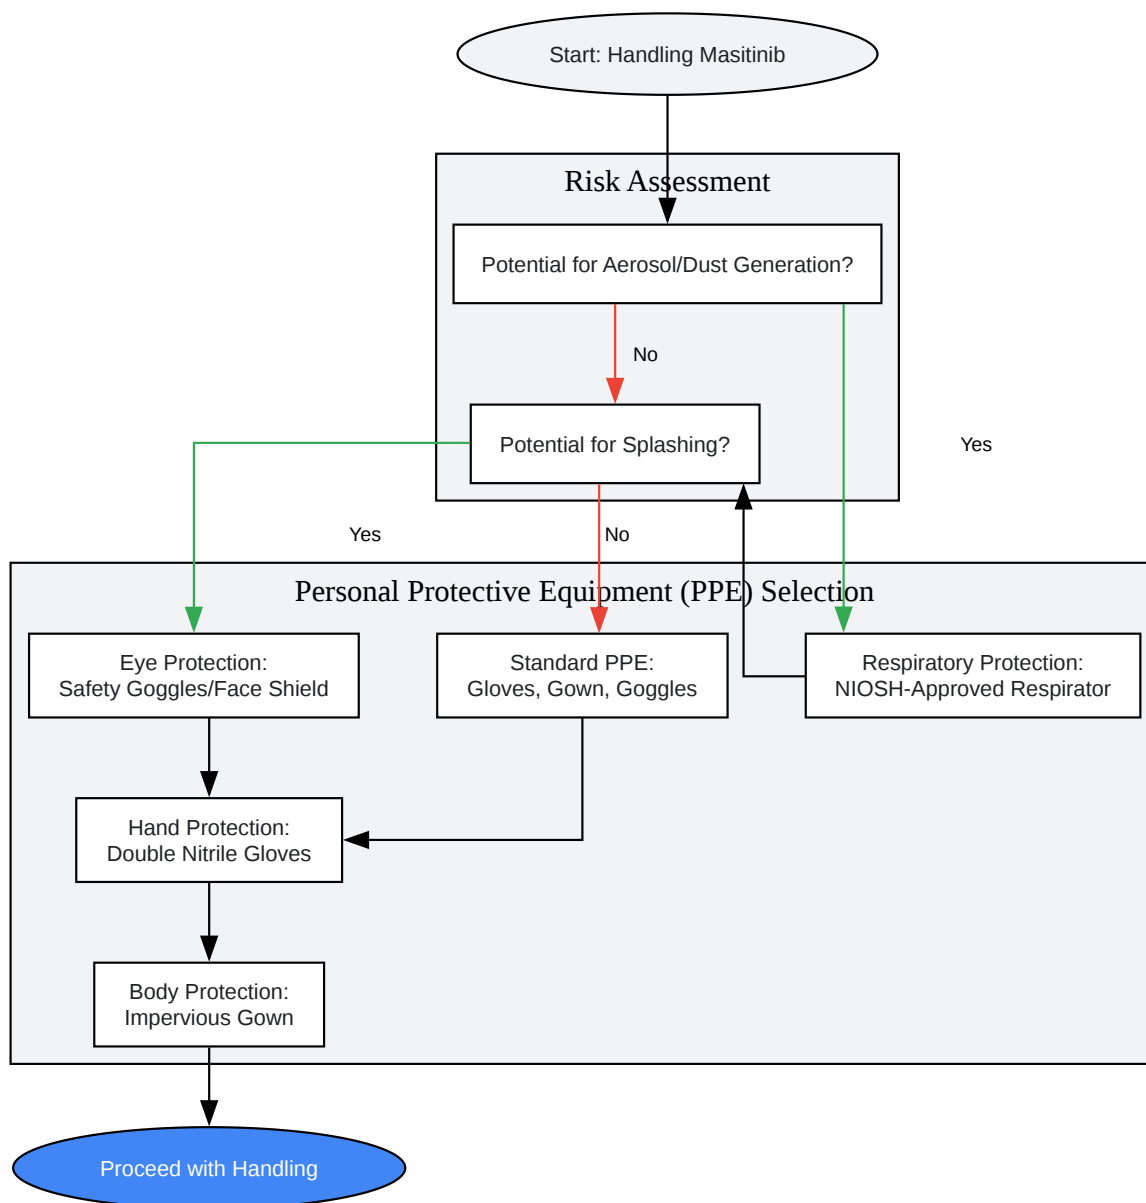 Start: Handling Masitinib
Risk Assessment
Potential for Aerosol/Dust Generation?
No
Potential for Splashing?
Yes
Yes
No
Personal Protective Equipment (PPE) Selection
Eye Protection:
Safety Goggles/Face Shield
Standard PPE:
Gloves, Gown, Goggles
Respiratory Protection:
NIOSH-Approved Respirator
Hand Protection:
Double Nitrile Gloves
Body Protection:
Impervious Gown
Proceed with Handling